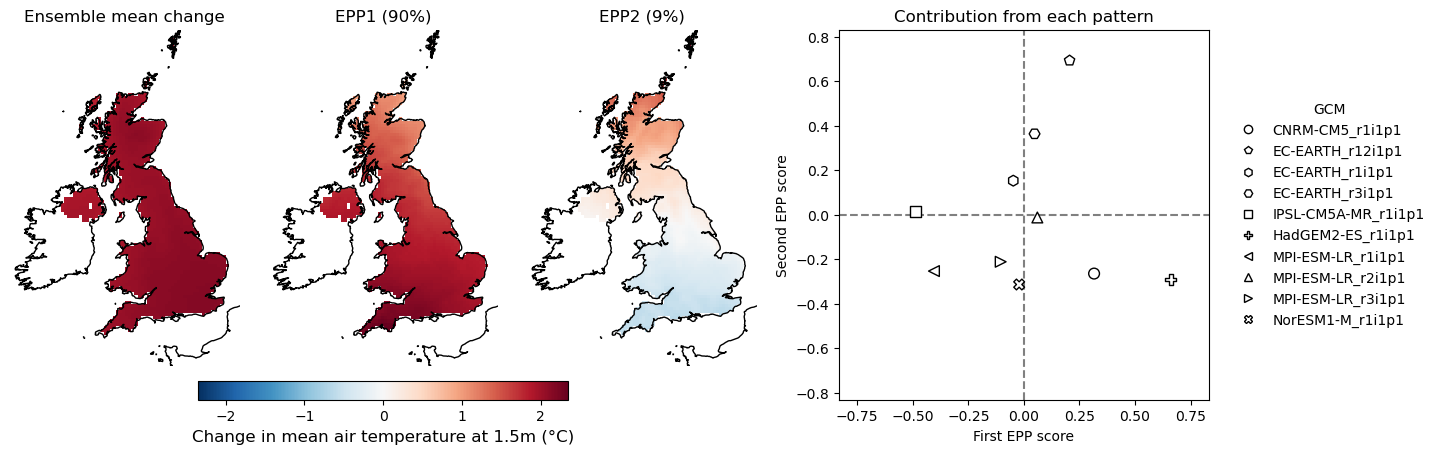 Ensemble mean change
EPP1 (90%)
EPP2 (9%)
−2
−1
0
1
2
Change in mean air temperature at 1.5m (°C)
Contribution from each pattern
Second EPP score
0.8
0.6
0.4
0.2
0.0
−0.2
−0.4
−0.6
−0.8
−0.75
−0.50
−0.25
0.00
0.25
0.50
0.75
First EPP score
GCM
CNRM-CM5_r1i1p1
EC-EARTH_r12i1p1
EC-EARTH_r1i1p1
EC-EARTH_r3i1p1
IPSL-CM5A-MR_r1i1p1
HadGEM2-ES_r1i1p1
MPI-ESM-LR_r1i1p1
MPI-ESM-LR_r2i1p1
MPI-ESM-LR_r3i1p1
NorESM1-M_r1i1p1